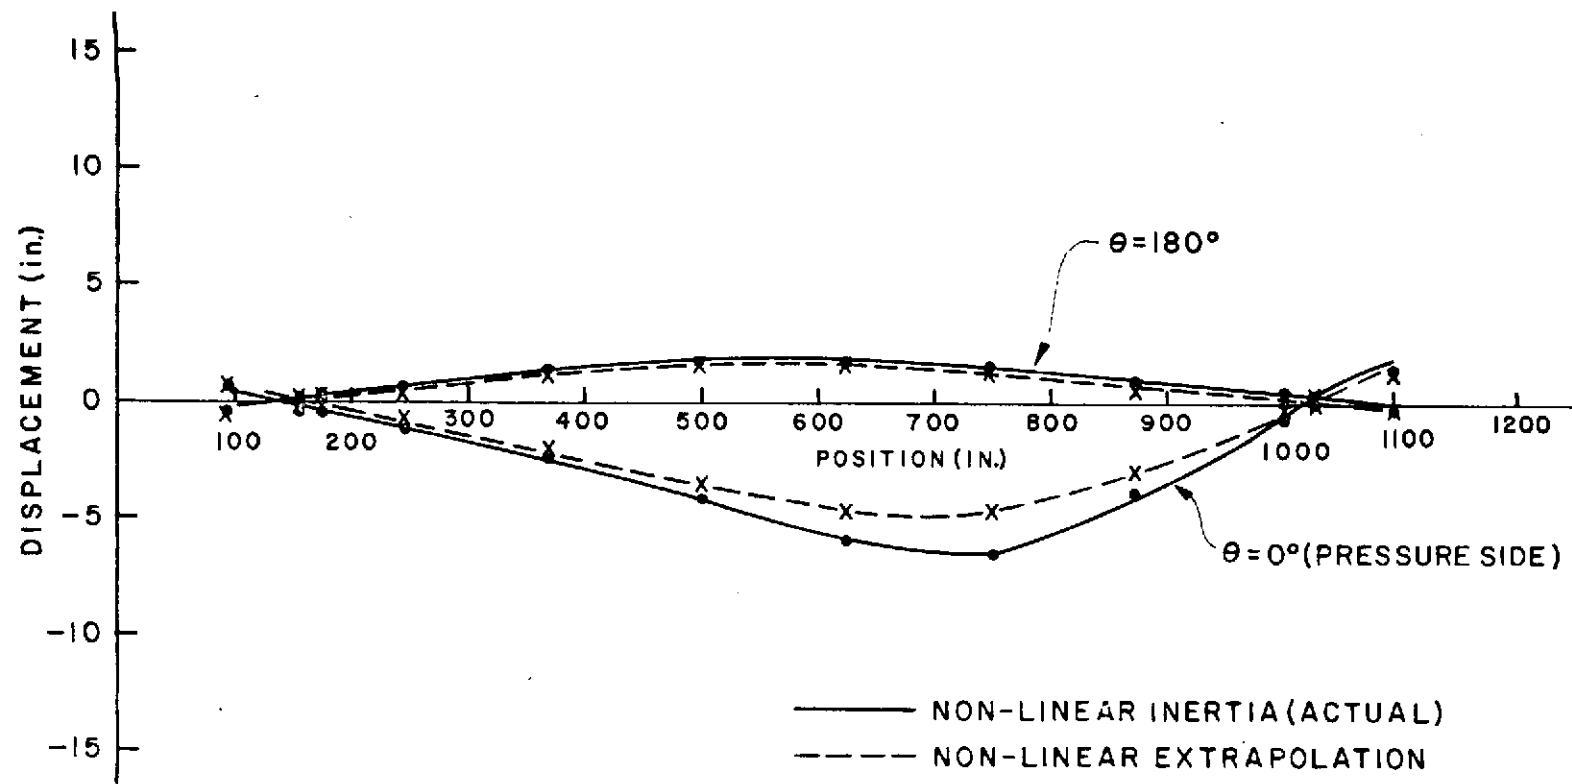 15
10
5
0
-5
-10
-15
DISPLACEMENT (in.)
θ=180°
100 200 300 400 500 600 700 800 900 1000 1100 1200
POSITION (IN.)
θ=0° (PRESSURE SIDE)
NON-LINEAR INERTIA (ACTUAL)
NON-LINEAR EXTRAPOLATION